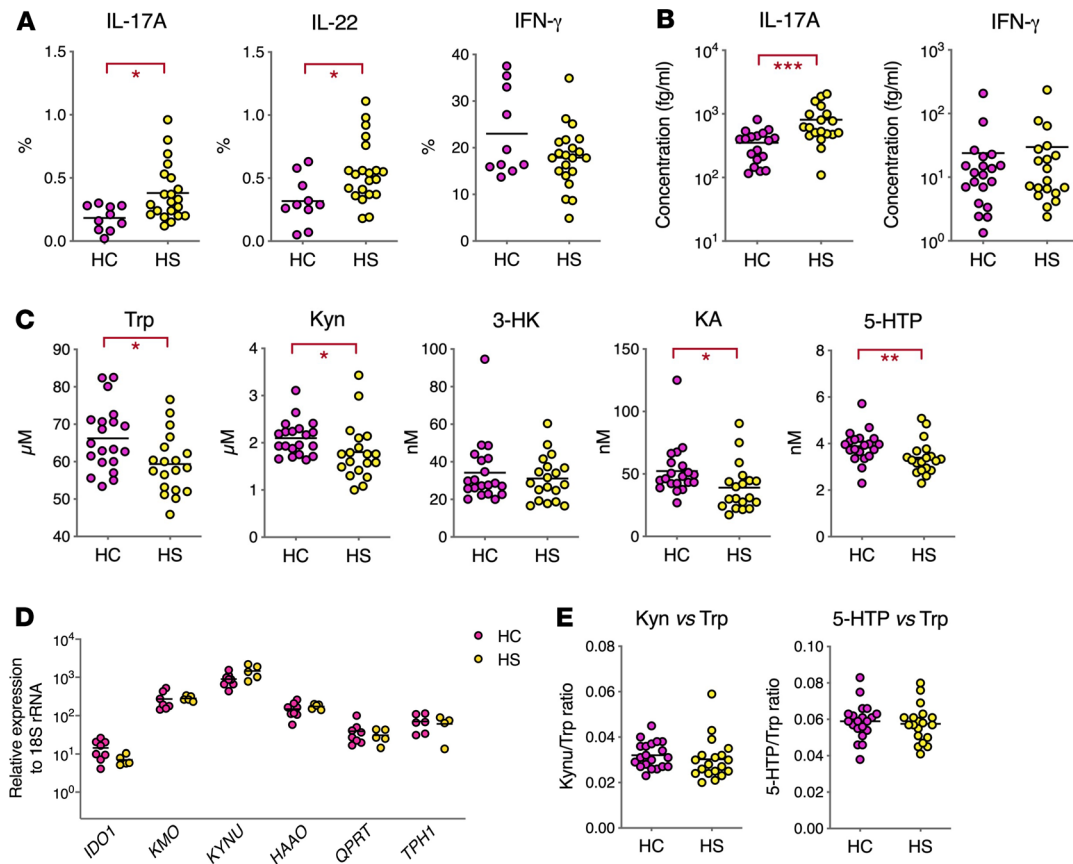 A
IL-17A
IL-22
IFN-γ
%
1.5
1.0
0.5
0.0
*
HC
HS
%
1.5
1.0
0.5
0.0
*
HC
HS
%
40
30
20
10
0
HC
HS
B
IL-17A
IFN-γ
Concentration (fg/ml)
10⁴
10³
10²
10¹
***
HC
HS
Concentration (fg/ml)
10³
10²
10¹
10⁰
HC
HS
C
Trp
Kyn
3-HK
KA
5-HTP
µM
90
80
70
60
50
40
*
HC
HS
µM
4
3
2
1
0
*
HC
HS
nM
100
80
60
40
20
0
HC
HS
nM
150
100
50
0
*
HC
HS
nM
8
6
4
2
0
**
HC
HS
D
Relative expression
to 18S rRNA
10⁴
10³
10²
10¹
10⁰
IDO1
KMO
KYNU
HAAO
QPRT
TPH1
HC
HS
E
Kyn vs Trp
5-HTP vs Trp
Kynu/Trp ratio
0.08
0.06
0.04
0.02
0.00
HC
HS
5-HTP/Trp ratio
0.10
0.08
0.06
0.04
0.02
0.00
HC
HS